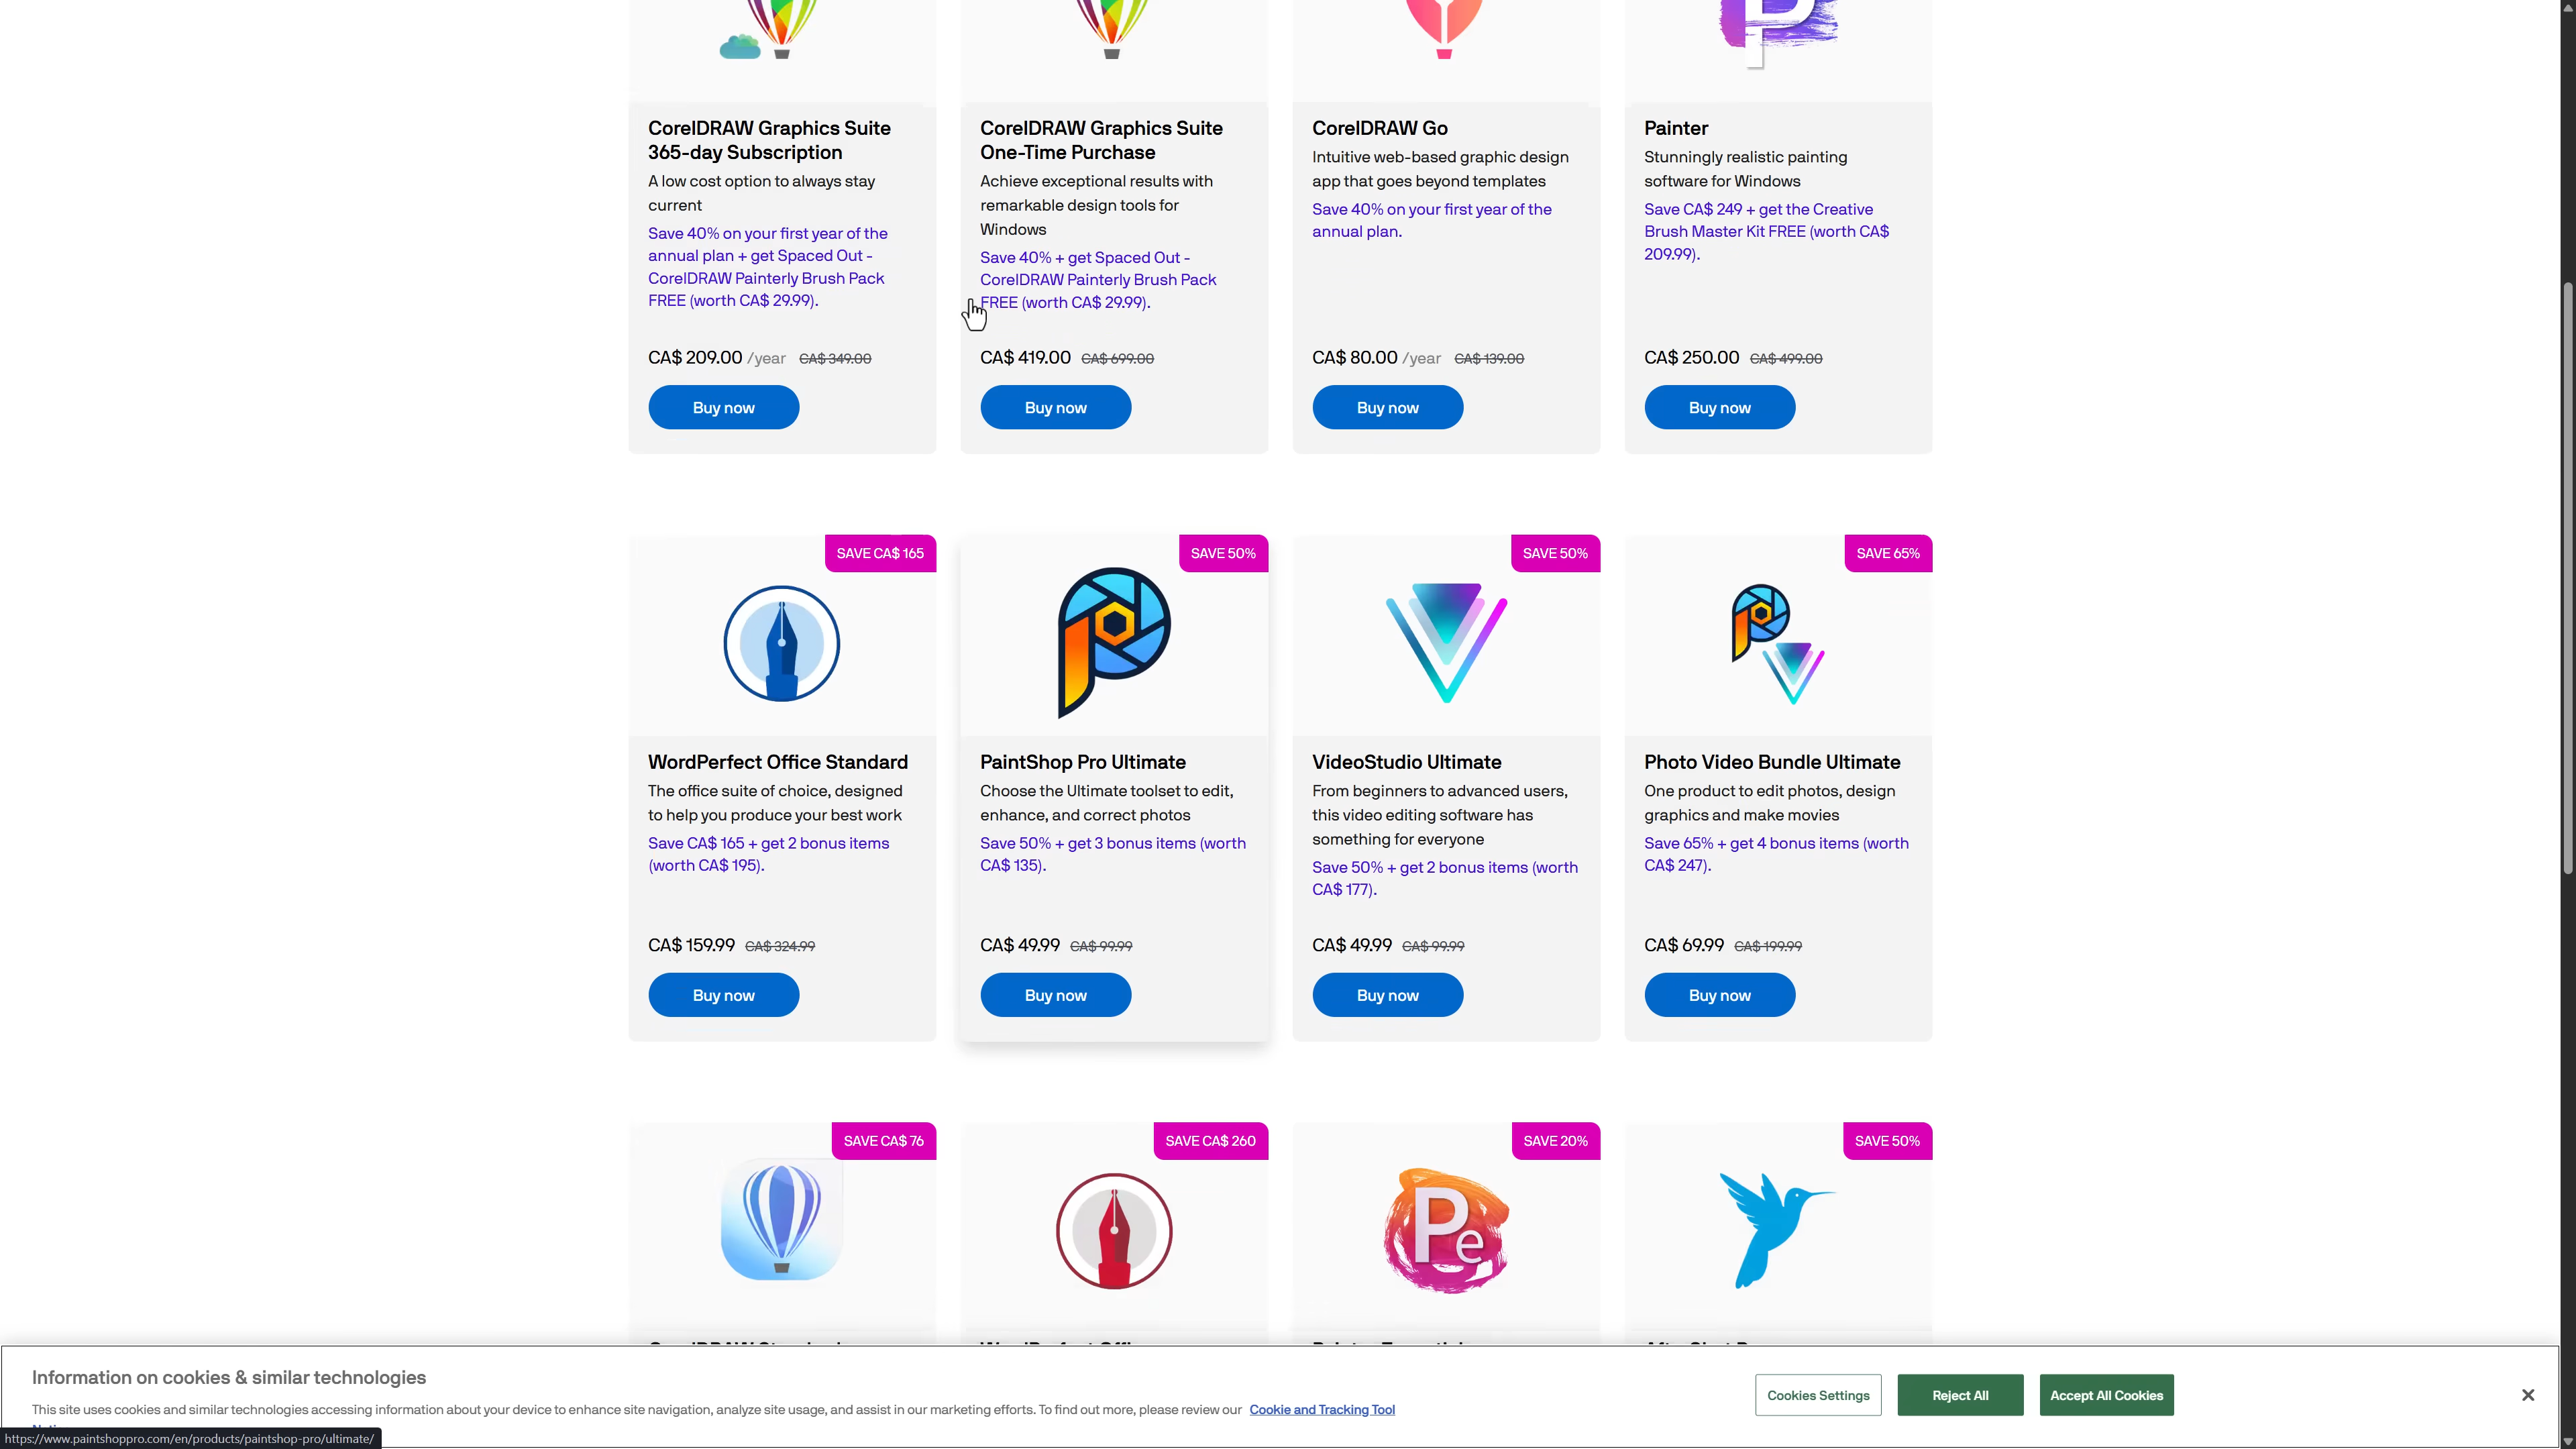 CorelDRAW Graphics Suite
365-day Subscription
A low cost option to always stay
current
Save 40% on your first year of the
annual plan + get Spaced Out -
CorelDRAW Painterly Brush Pack
FREE (worth CA$ 29.99).
CA$ 209.00 /year CA$ 349.00
Buy now
CorelDRAW Graphics Suite
One-Time Purchase
Achieve exceptional results with
remarkable design tools for
Windows
Save 40% + get Spaced Out -
CorelDRAW Painterly Brush Pack
FREE (worth CA$ 29.99).
CA$ 419.00 CA$ 699.00
Buy now
CorelDRAW Go
Intuitive web-based graphic design
app that goes beyond templates
Save 40% on your first year of the
annual plan.
CA$ 80.00 /year CA$ 139.00
Buy now
P
Painter
Stunningly realistic painting
software for Windows
Save CA$ 249 + get the Creative
Brush Master Kit FREE (worth CA$
209.99).
CA$ 250.00 CA$ 499.00
Buy now
SAVE CA$ 165
WordPerfect Office Standard
The office suite of choice, designed
to help you produce your best work
Save CA$ 165 + get 2 bonus items
(worth CA$ 195).
CA$ 159.99 CA$ 324.99
Buy now
SAVE 50%
PaintShop Pro Ultimate
Choose the Ultimate toolset to edit,
enhance, and correct photos
Save 50% + get 3 bonus items (worth
CA$ 135).
CA$ 49.99 CA$ 99.99
Buy now
SAVE 50%
VideoStudio Ultimate
From beginners to advanced users,
this video editing software has
something for everyone
Save 50% + get 2 bonus items (worth
CA$ 177).
CA$ 49.99 CA$ 99.99
Buy now
SAVE 65%
Photo Video Bundle Ultimate
One product to edit photos, design
graphics and make movies
Save 65% + get 4 bonus items (worth
CA$ 247).
CA$ 69.99 CA$ 199.99
Buy now
SAVE CA$ 76
SAVE CA$ 260
SAVE 20%
Pe
SAVE 50%
Information on cookies & similar technologies
This site uses cookies and similar technologies accessing information about your device to enhance site navigation, analyze site usage, and assist in our marketing efforts. To find out more, please review our Cookie and Tracking Tool
Cookies Settings
Reject All
Accept All Cookies
https://www.paintshoppro.com/en/products/paintshop-pro/ultimate/